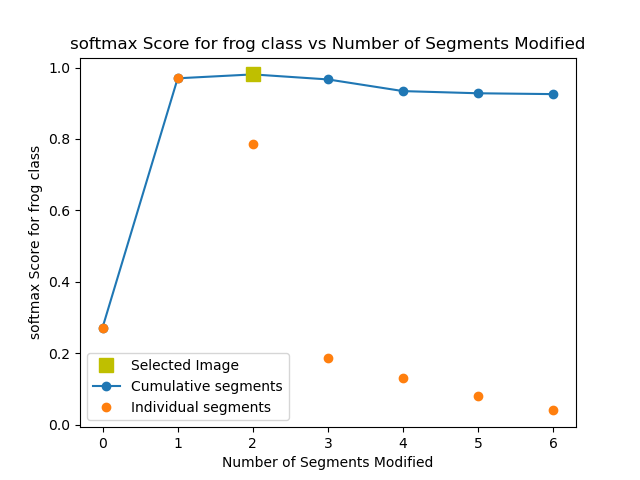 softmax Score for frog class vs Number of Segments Modified
softmax Score for frog class
1.0
0.8
0.6
0.4
0.2
0.0
Selected Image
Cumulative segments
Individual segments
0 1 2 3 4 5 6
Number of Segments Modified